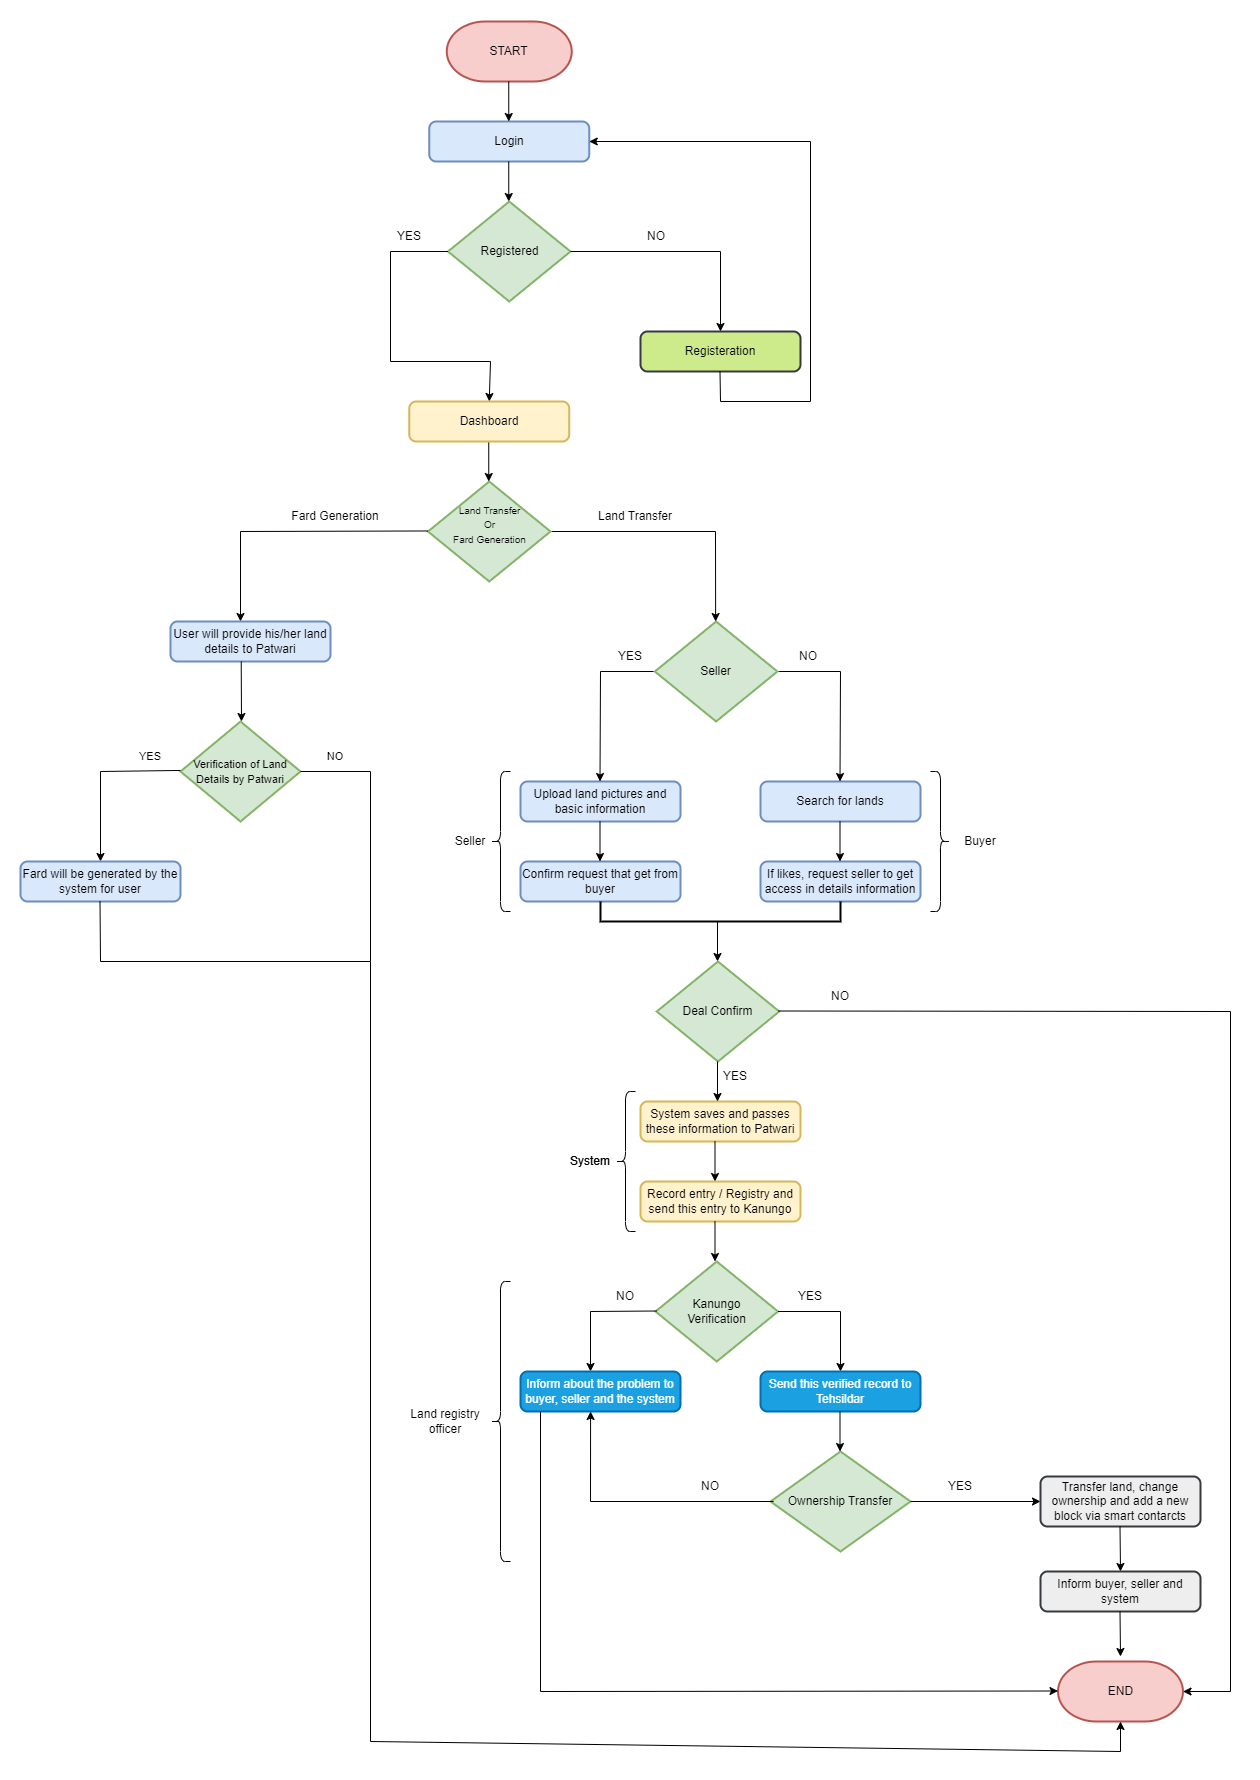 START
Login
YES
NO
Registered
Registeration
Dashboard
Fard Generation
Land Transfer
Or
Fard Generation
Land Transfer
User will provide his/her land
details to Patwari
YES
Seller
NO
YES
Verification of Land
Details by Patwari
NO
Upload land pictures and
basic information
Search for lands
Seller
Buyer
Fard will be generated by the
system for user
Confirm request that get from
buyer
If likes, request seller to get
access in details information
NO
Deal Confirm
YES
System saves and passes
these information to Patwari
System
Record entry / Registry and
send this entry to Kanungo
NO
YES
Kanungo
Verification
Inform about the problem to
buyer, seller and the system
Send this verified record to
Tehsildar
Land registry
officer
NO
Ownership Transfer
YES
Transfer land, change
ownership and add a new
block via smart contarcts
Inform buyer, seller and
system
END